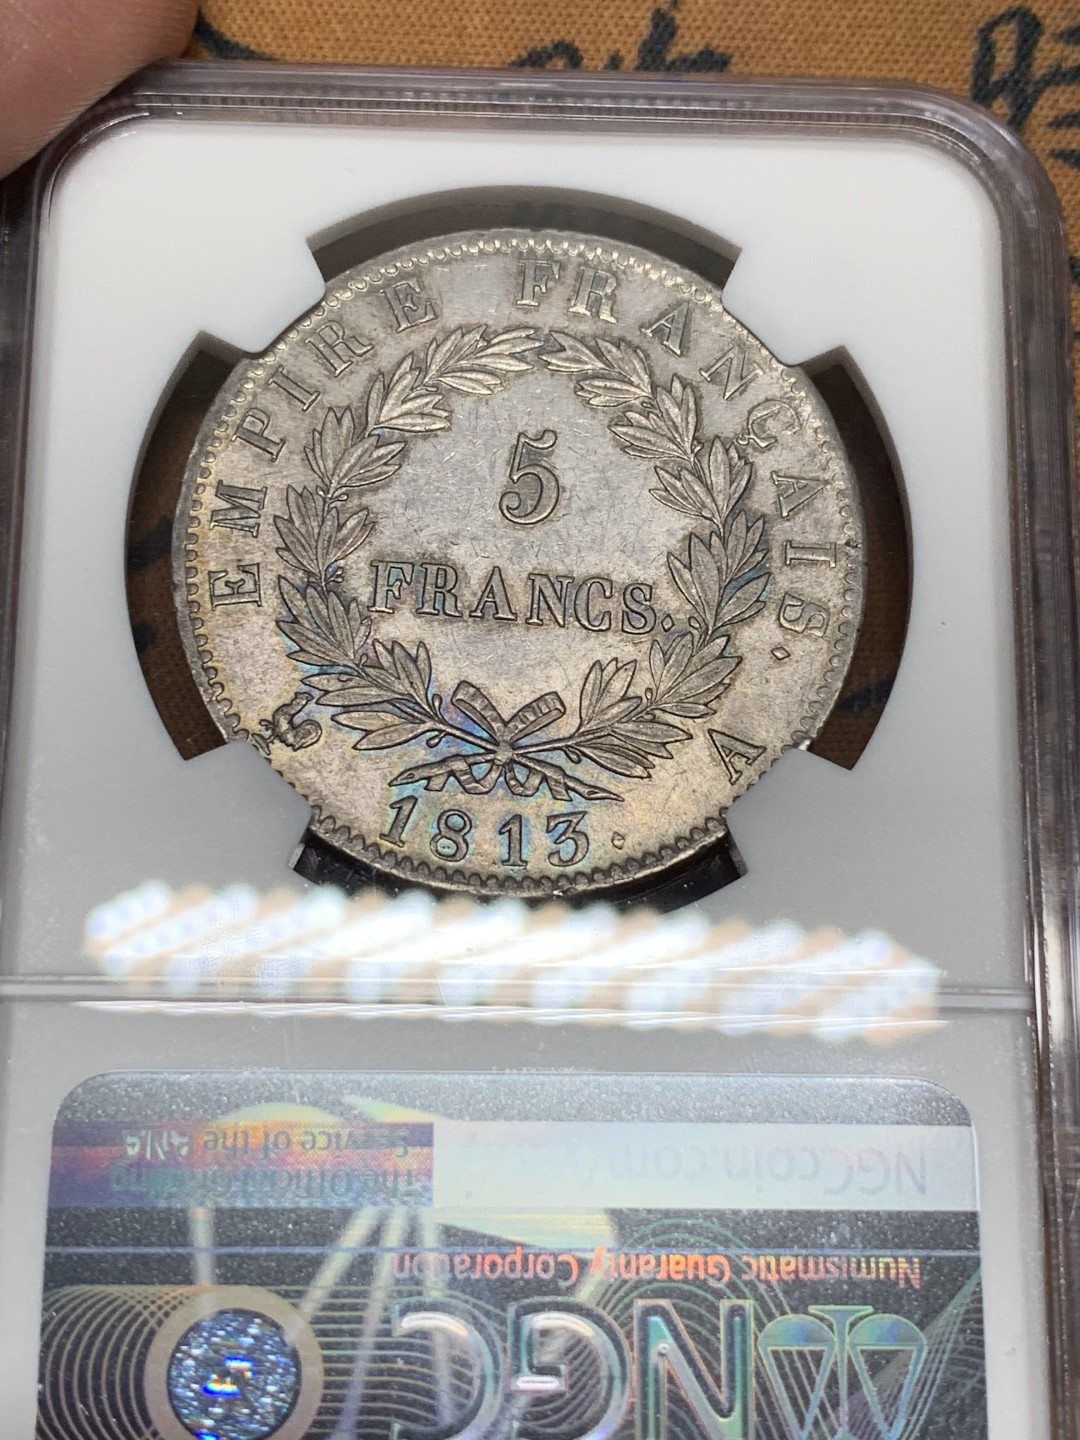 EMPIRE FRANÇAIS.
5
FRANCS.
A
1813.
NGCcoin.com/
The Official Grading
Service of the ANA
Numismatic Guaranty Corporation
NGC